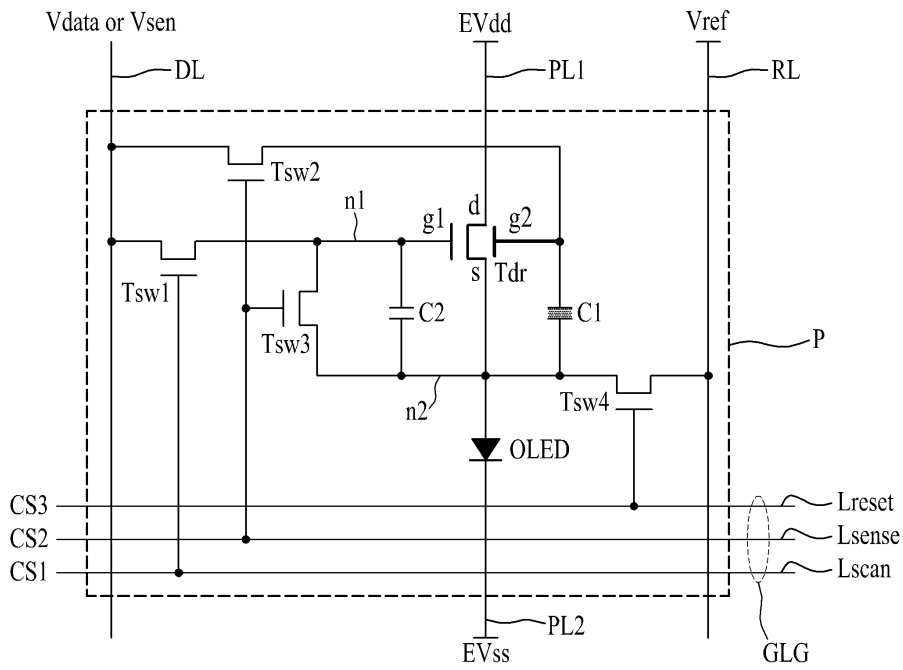 Vdata or Vsen
EVdd
Vref
DL
PL1
RL
Tsw2
n1
g1
d
g2
s
Tdr
Tsw1
C2
C1
Tsw3
P
n2
Tsw4
OLED
CS3
Lreset
CS2
Lsense
CS1
Lscan
PL2
EVss
GLG